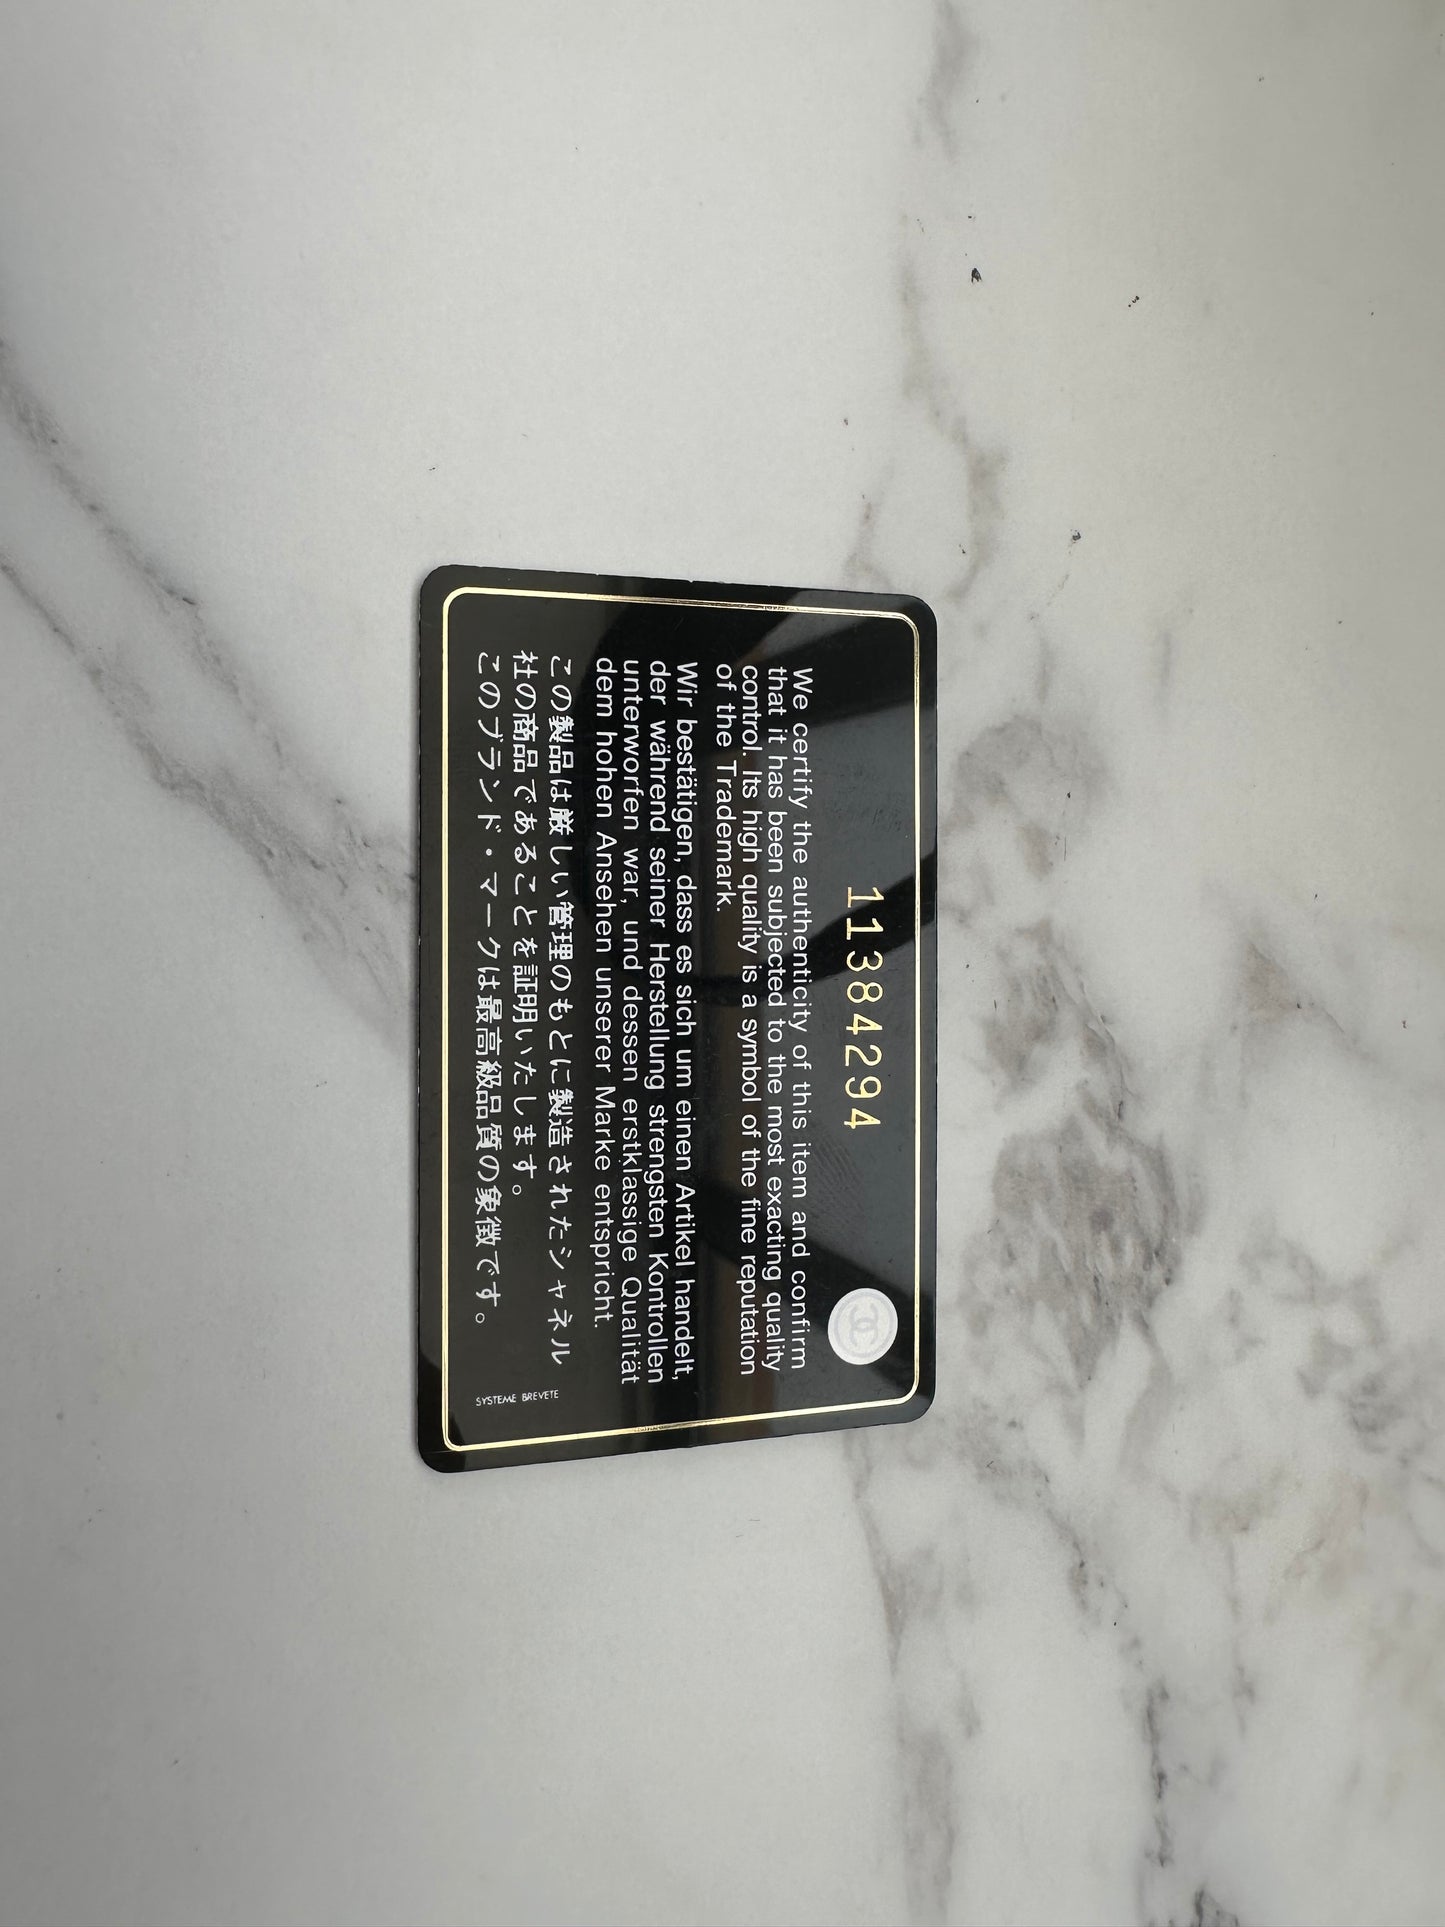 11384294
We certify the authenticity of this item and confirm
that it has been subjected to the most exacting quality
control. Its high quality is a symbol of the fine reputation
of the Trademark.
Wir bestätigen, dass es sich um einen Artikel handelt,
der während seiner Herstellung strengsten Kontrollen
unterworfen war, und dessen erstklassige Qualität
dem hohen Ansehen unserer Marke entspricht.
この製品は厳しい管理のもとに製造されたシャネル
社の商品であることを証明いたします。
このブランド・マークは最高級品質の象徴です。
SYSTEME BREVETE